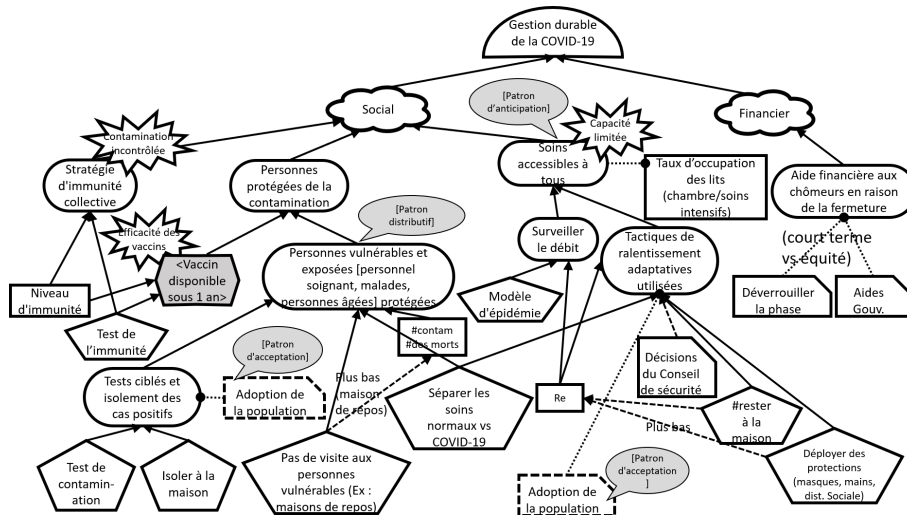 Gestion durable
de la COVID-19
Social
[Patron
d'anticipation]
Capacité
limitée
Financier
Contamination
incontrôlée
Stratégie
d'immunité
collective
Personnes
protégées de la
contamination
Soins
accessibles à
tous
Taux d'occupation
des lits
(chambre/soins
intensifs)
Aide financière aux
chômeurs en raison
de la fermeture
Efficacité des
vaccins
[Patron
distributif]
<Vaccin
disponible
sous 1 an>
Personnes vulnérables et
exposées [personnel
soignant, malades,
personnes âgées] protégées
Surveiller
le débit
Tactiques de
ralentissement
adaptatives
utilisées
(court terme
vs équité)
Niveau
d'immunité
Test de
l'immunité
Modèle
d'épidémie
Déverrouiller
la phase
Aides
Gouv.
#contam
#des morts
[Patron
d'acceptation]
Tests ciblés et
isolement des
cas positifs
Adoption de
la population
Plus bas
(maison
de repos)
Séparer les
soins
normaux vs
COVID-19
Re
Décisions
du Conseil
de sécurité
#rester
à la
maison
Plus bas
Test de
contamin-
ation
Isoler à la
maison
Pas de visite aux
personnes
vulnérables (Ex :
maisons de repos)
[Patron
d'acceptation
]
Adoption de
la population
Déployer des
protections
(masques, mains,
dist. Sociale)